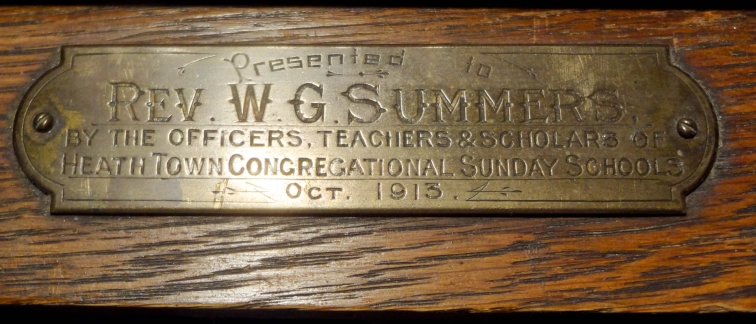 Presented to
REV. W. G. SUMMERS,
BY THE OFFICERS, TEACHERS & SCHOLARS OF
HEATH TOWN CONGREGATIONAL SUNDAY SCHOOLS
OCT. 1913.